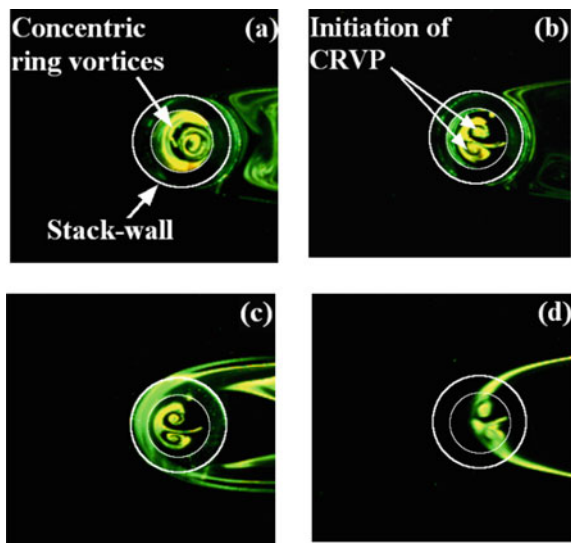 Concentric
ring vortices
(a)
Stack-wall
Initiation of
CRVP
(b)
(c)
(d)